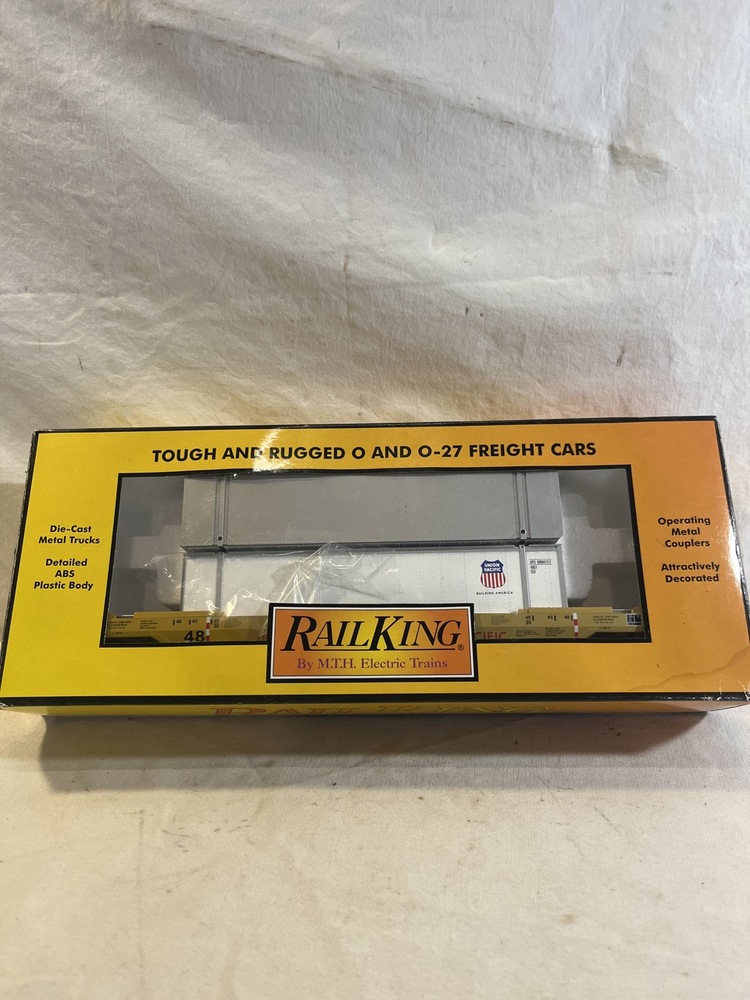 TOUGH AND RUGGED O AND O-27 FREIGHT CARS
Die-Cast
Metal Trucks
Detailed
ABS
Plastic Body
Operating
Metal
Couplers
Attractively
Decorated
UNION
PACIFIC
BUILDING AMERICA
48
CIFIC
RAILKING®
By M.T.H. Electric Trains